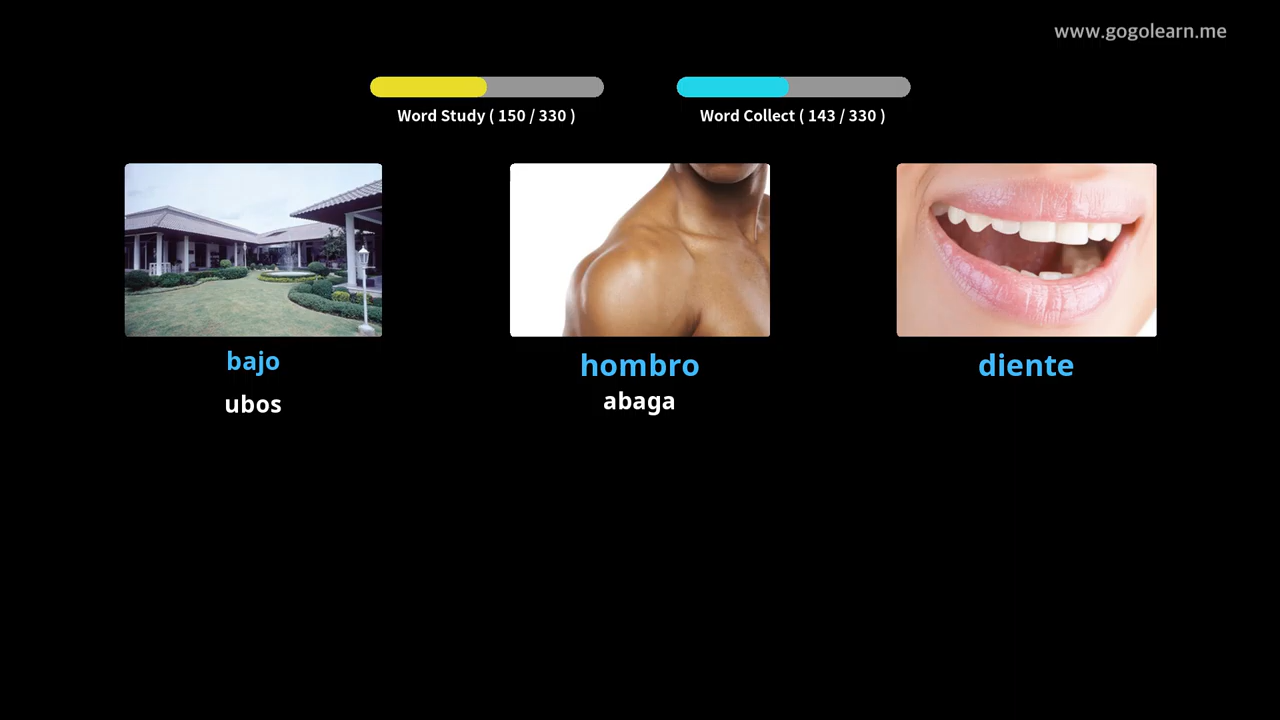 www.gogolearn.me
Word Study ( 150 / 330 )
Word Collect ( 143 / 330 )
bajo
ubos
hombro
abaga
diente